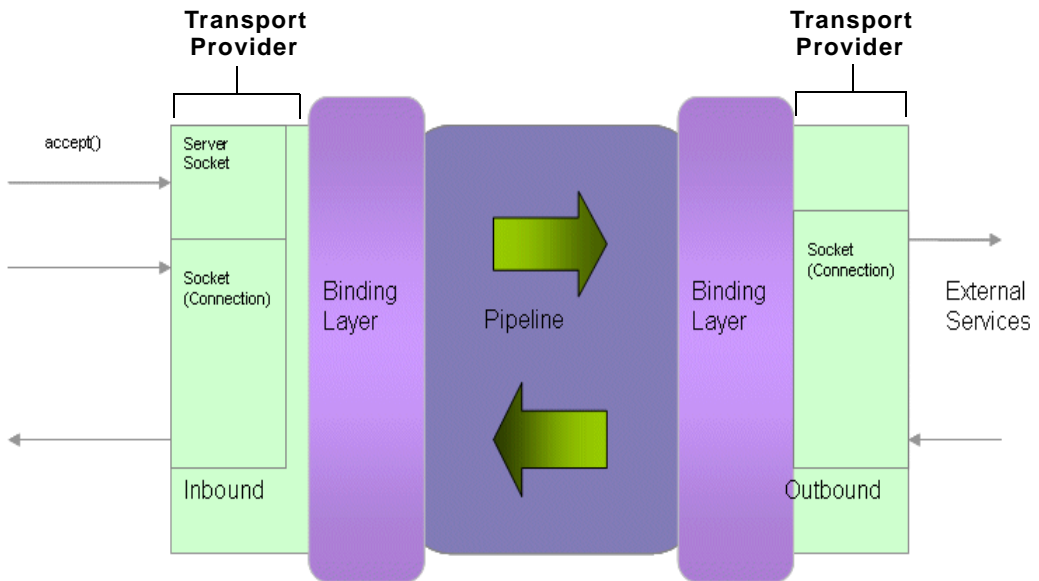 Transport
Provider
Transport
Provider
accept()
Server
Socket
Socket
(Connection)
Inbound
Binding
Layer
Pipeline
Binding
Layer
Socket
(Connection)
Outbound
External
Services